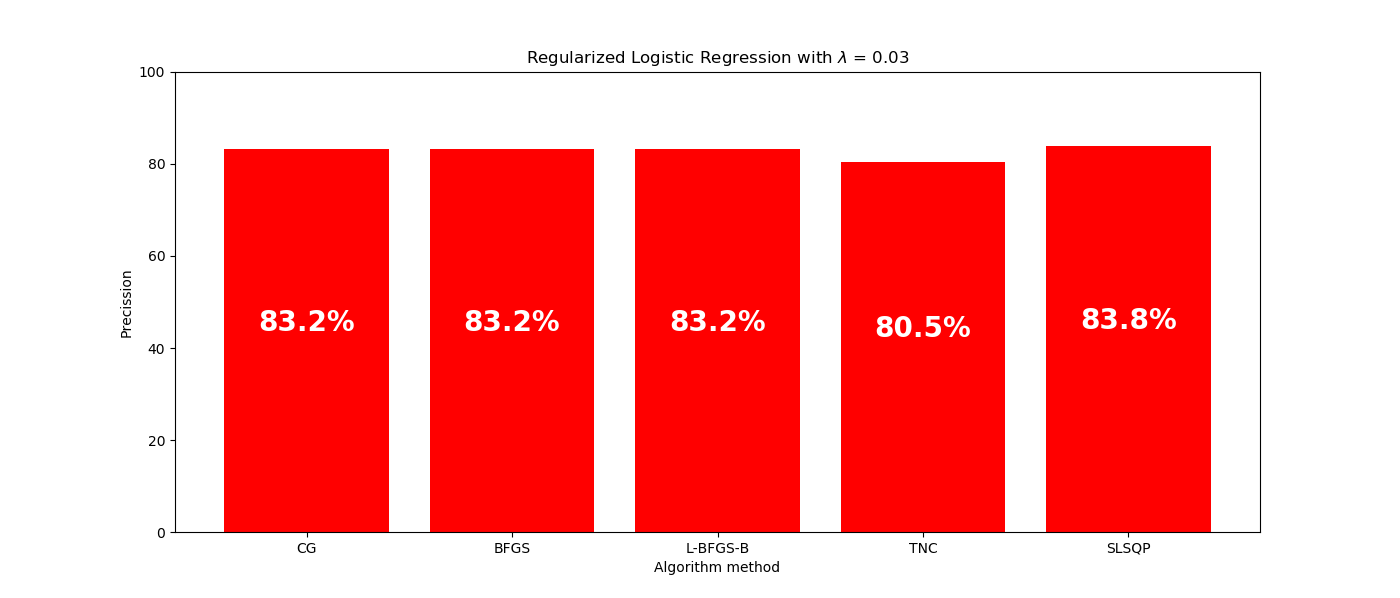 Regularized Logistic Regression with λ = 0.03
100
80
60
40
20
0
Precission
83.2%
83.2%
83.2%
80.5%
83.8%
CG
BFGS
L-BFGS-B
TNC
SLSQP
Algorithm method